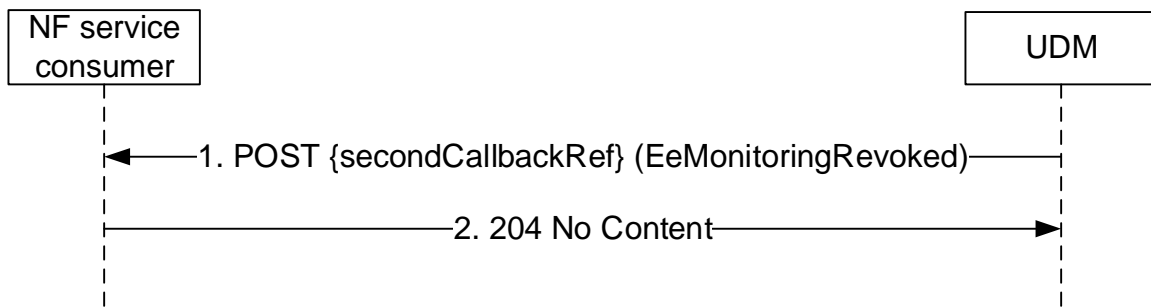 NF service
consumer
UDM
1. POST {secondCallbackRef} (EeMonitoringRevoked)
2. 204 No Content